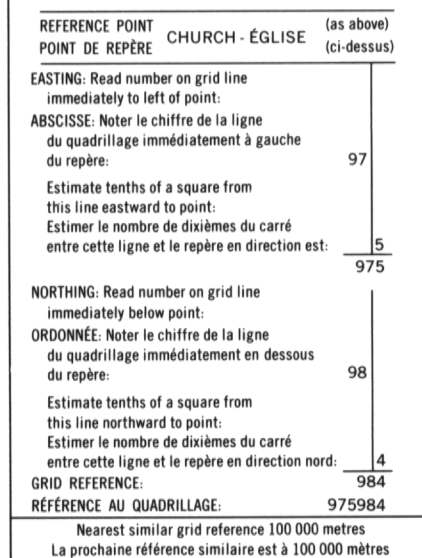 REFERENCE POINT
POINT DE REPÈRE
CHURCH - ÉGLISE
(as above)
(ci-dessus)
EASTING: Read number on grid line
immediately to left of point:
ABSCISSE: Noter le chiffre de la ligne
du quadrillage immédiatement à gauche
du repère: 97
Estimate tenths of a square from
this line eastward to point:
Estimer le nombre de dixièmes du carré
entre cette ligne et le repère en direction est: 5
975
NORTHING: Read number on grid line
immediately below point:
ORDONNÉE: Noter le chiffre de la ligne
du quadrillage immédiatement en dessous
du repère: 98
Estimate tenths of a square from
this line northward to point:
Estimer le nombre de dixièmes du carré
entre cette ligne et le repère en direction nord: 4
GRID REFERENCE: 984
RÉFÉRENCE AU QUADRILLAGE: 975984
Nearest similar grid reference 100 000 metres
La prochaine référence similaire est à 100 000 mètres